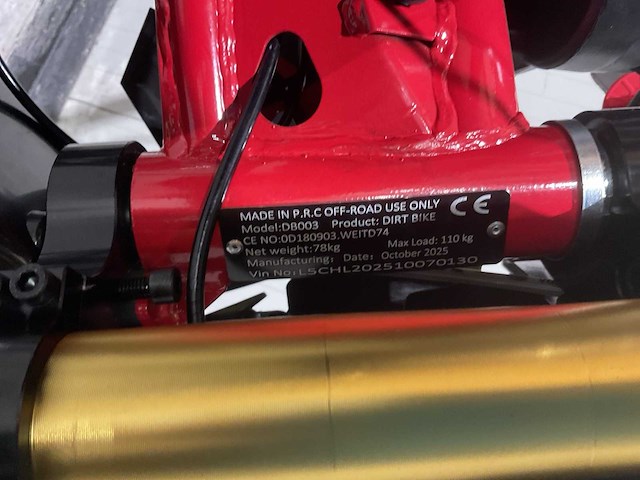 MADE IN P.R.C OFF-ROAD USE ONLY CE
Model:DB003 Product: DIRT BIKE
CE NO:0D180903.WEITD74
Net weight:78kg Max Load: 110 kg
Manufacturing: Date: October 2025
Vin No: LSCHL202510070130